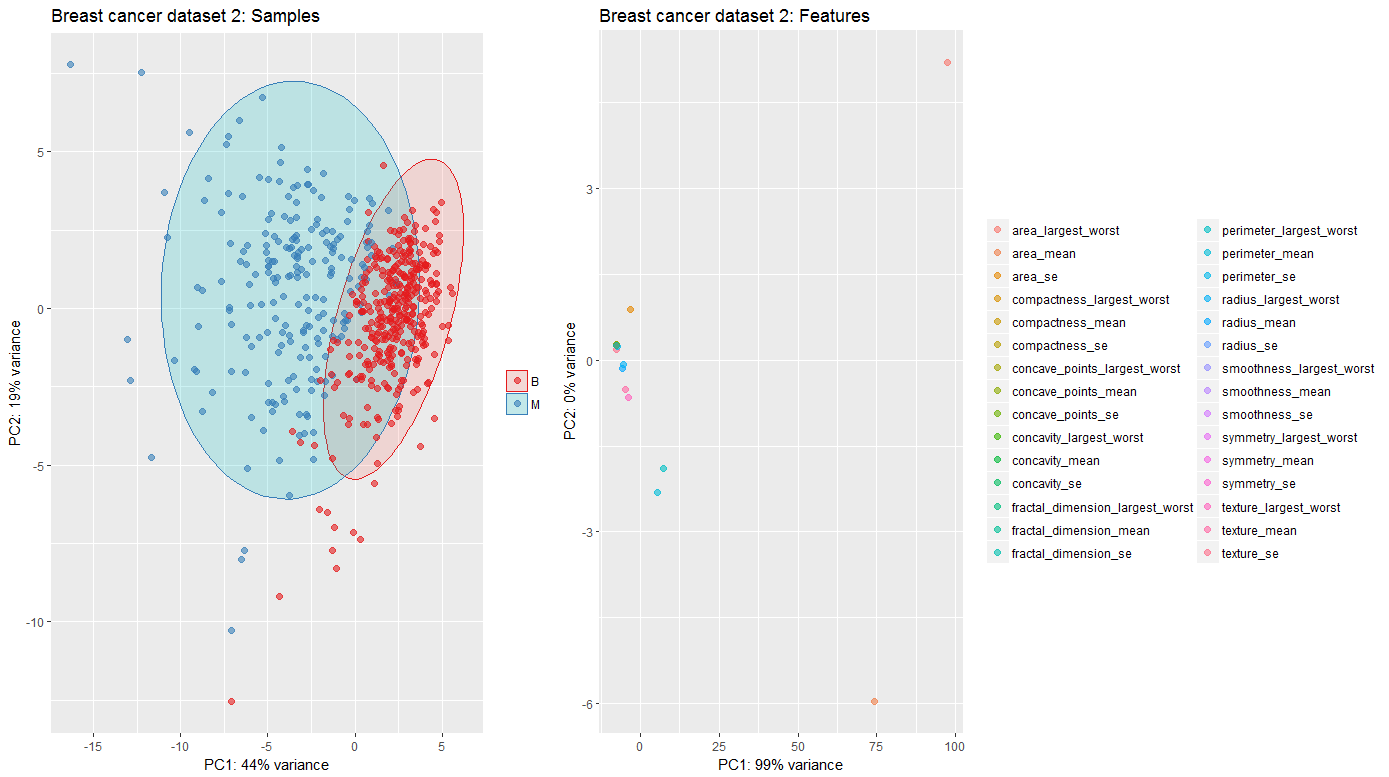 Breast cancer dataset 2: Samples
5
0
-5
-10
PC2: 19% variance
-15
-10
-5
0
5
PC1: 44% variance
B
M
Breast cancer dataset 2: Features
3
0
-3
-6
PC2: 0% variance
0
25
50
75
100
PC1: 99% variance
area_largest_worst
area_mean
area_se
compactness_largest_worst
compactness_mean
compactness_se
concave_points_largest_worst
concave_points_mean
concave_points_se
concavity_largest_worst
concavity_mean
concavity_se
fractal_dimension_largest_worst
fractal_dimension_mean
fractal_dimension_se
perimeter_largest_worst
perimeter_mean
perimeter_se
radius_largest_worst
radius_mean
radius_se
smoothness_largest_worst
smoothness_mean
smoothness_se
symmetry_largest_worst
symmetry_mean
symmetry_se
texture_largest_worst
texture_mean
texture_se